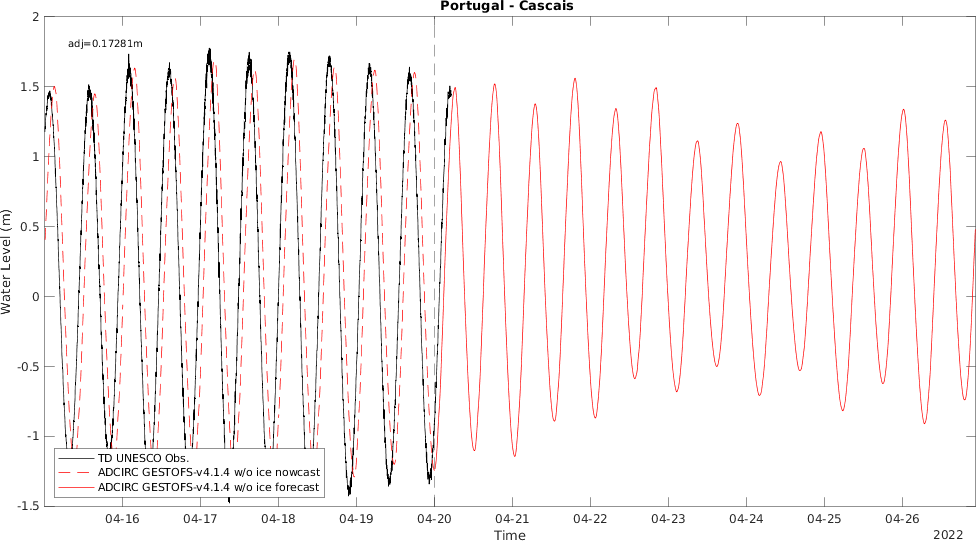 Portugal - Cascais
2
adj=0.17281m
1.5
1
0.5
0
-0.5
-1
-1.5
Water Level (m)
TD UNESCO Obs.
ADCIRC GESTOFS-v4.1.4 w/o ice nowcast
ADCIRC GESTOFS-v4.1.4 w/o ice forecast
04-16 04-17 04-18 04-19 04-20 04-21 04-22 04-23 04-24 04-25 04-26
Time
2022